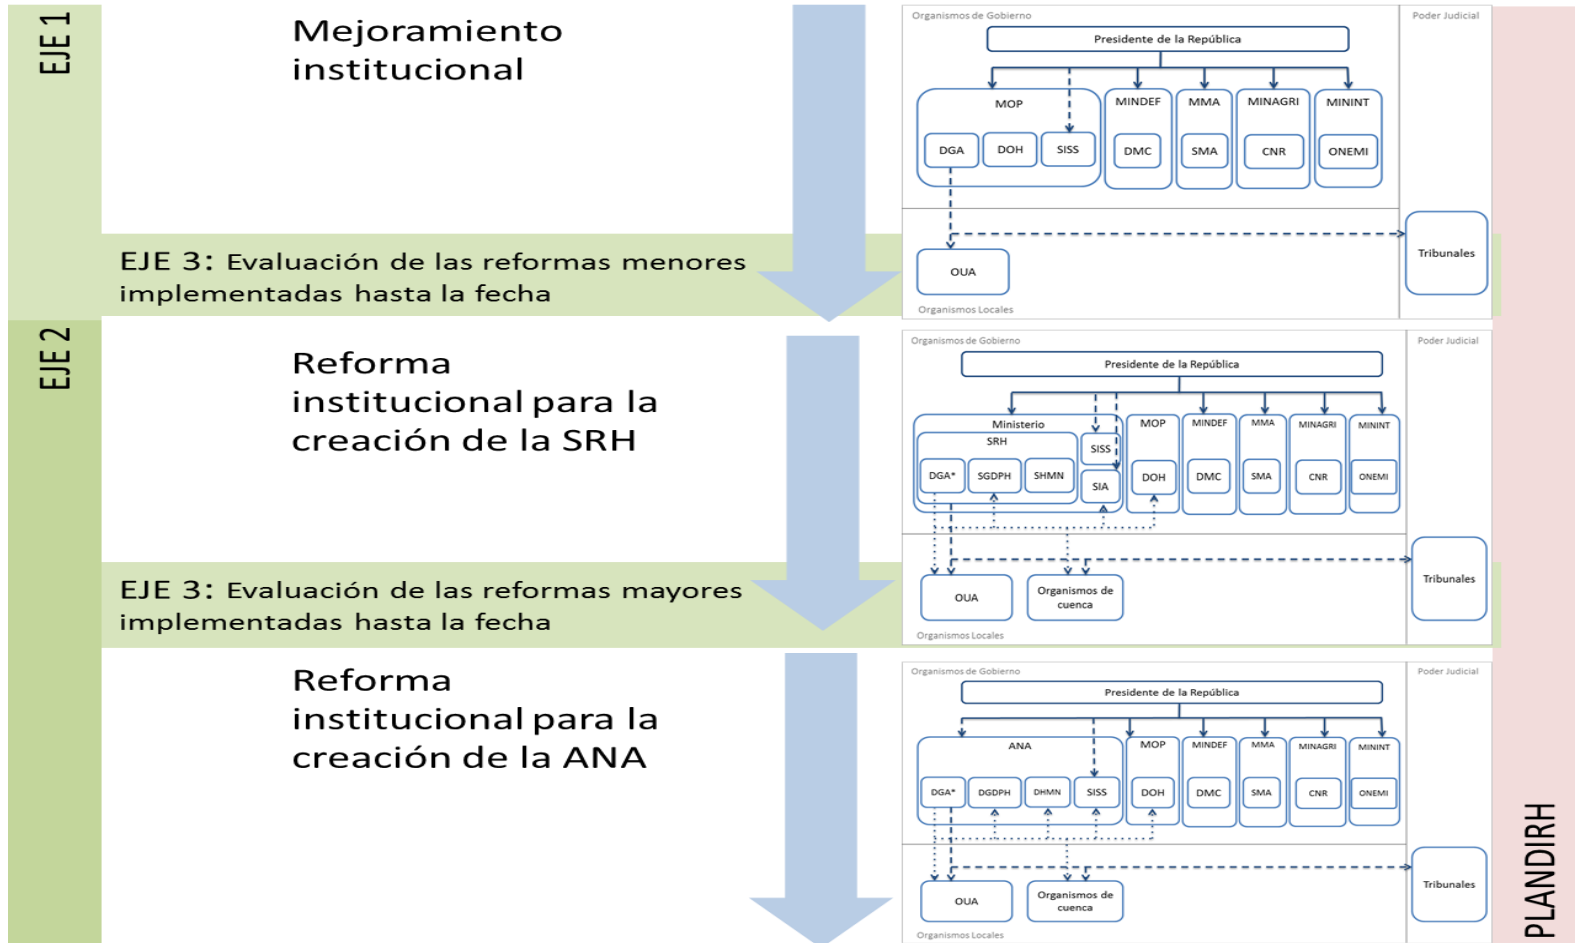 EJE 1
Mejoramiento
institucional
Organismos de Gobierno
Poder Judicial
Presidente de la República
MOP
MINDEF
MMA
MINAGRI
MININT
DGA
DOH
SISS
DMC
SMA
CNR
ONEMI
EJE 3: Evaluación de las reformas menores
implementadas hasta la fecha
OUA
Tribunales
Organismos Locales
EJE 2
Reforma
institucional para la
creación de la SRH
Organismos de Gobierno
Poder Judicial
Presidente de la República
Ministerio
SRH
SISS
MOP
MINDEF
MMA
MINAGRI
MININT
DGA*
SGDPH
SHMN
SIA
DOH
DMC
SMA
CNR
ONEMI
EJE 3: Evaluación de las reformas mayores
implementadas hasta la fecha
OUA
Organismos de
cuenca
Tribunales
Organismos Locales
Reforma
institucional para la
creación de la ANA
Organismos de Gobierno
Poder Judicial
Presidente de la República
ANA
MOP
MINDEF
MMA
MINAGRI
MININT
DGA*
DGDPH
DHMN
SISS
DOH
DMC
SMA
CNR
ONEMI
OUA
Organismos de
cuenca
Tribunales
Organismos Locales
PLANDIRH